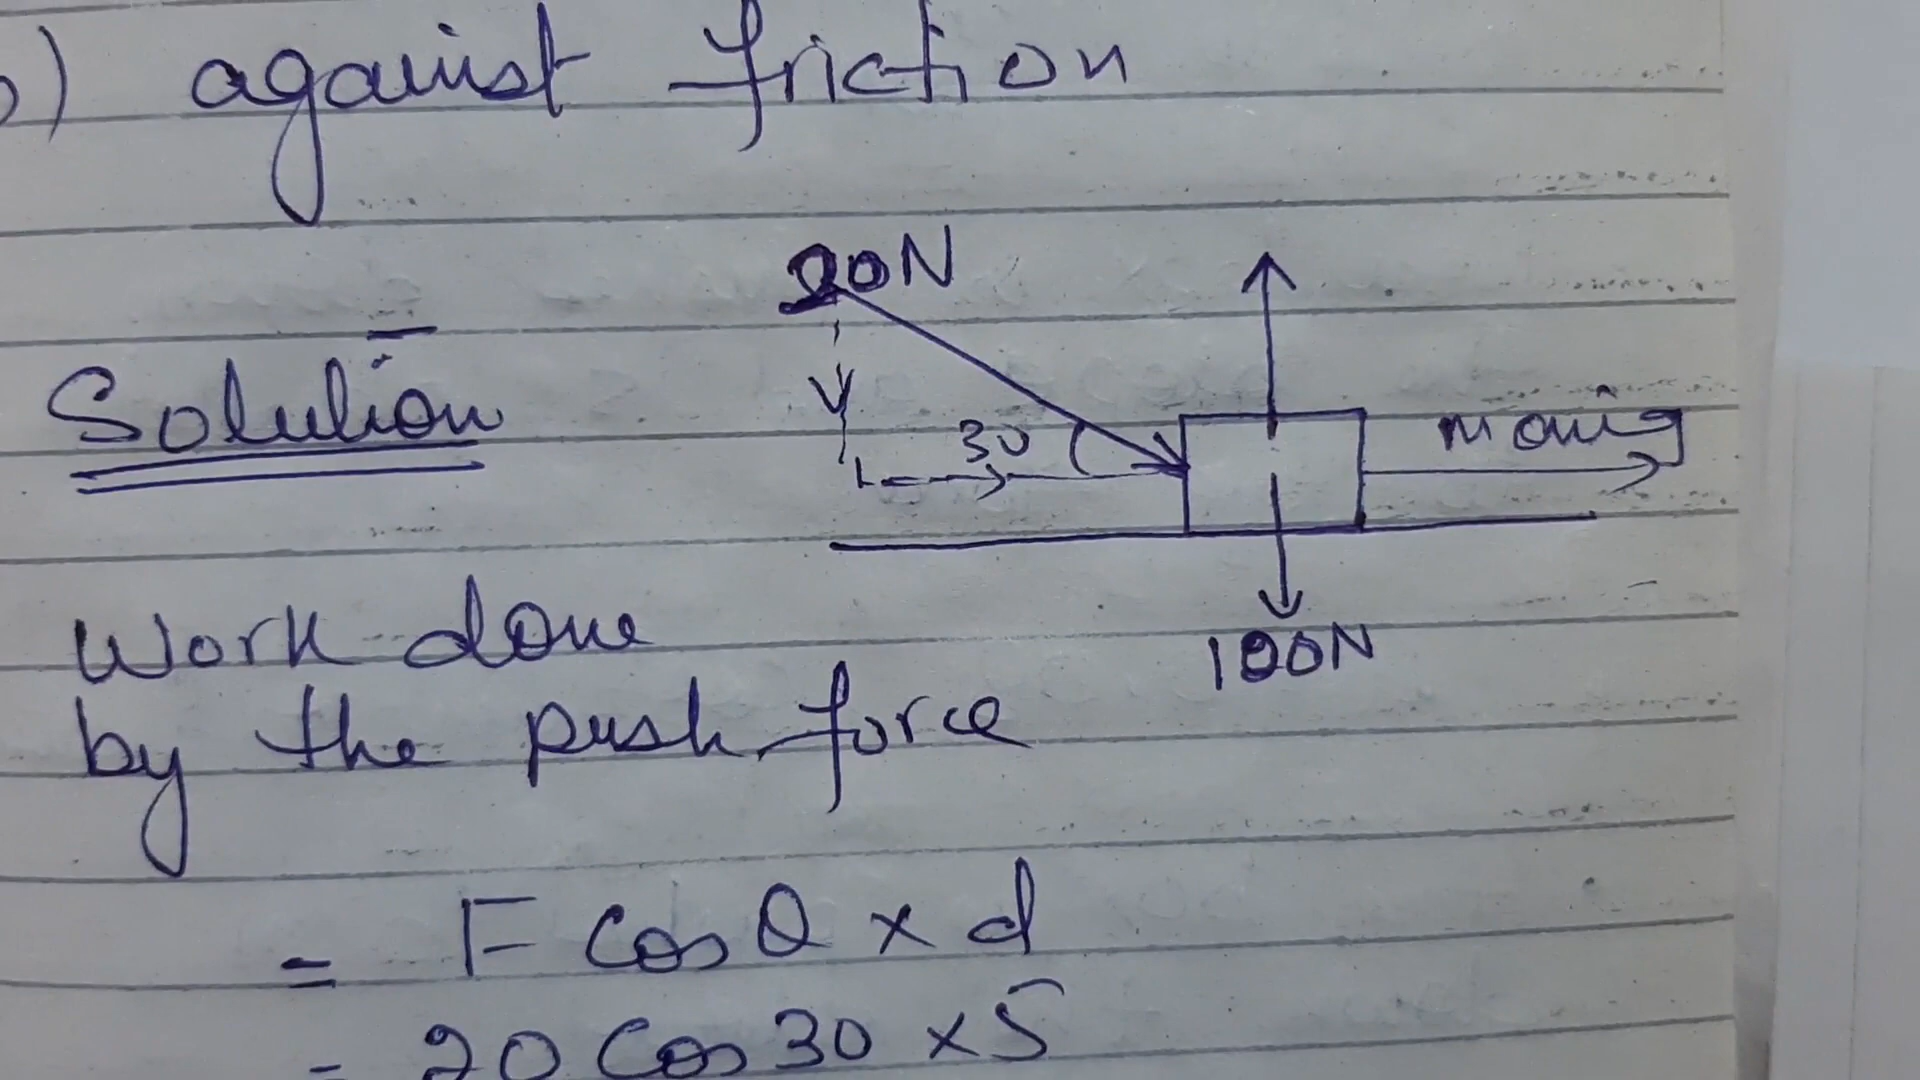 b) against friction
20N
Solution
30
moving
100N
Work done
by the push force
= F Cos θ x d
= 20 Cos 30 x 5